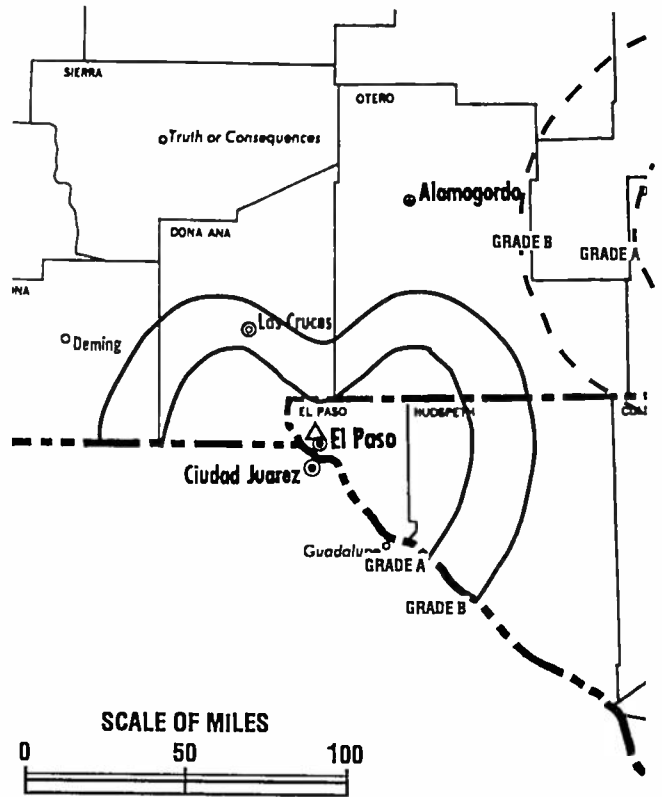 SIERRA
OTERO
Truth or Consequences
Alamogordo
DONA ANA
GRADE B
GRADE A
Las Cruces
Deming
EL PASO
HUDSPETH
El Paso
Ciudad Juarez
Guadalupe
GRADE A
GRADE B
SCALE OF MILES
0 50 100